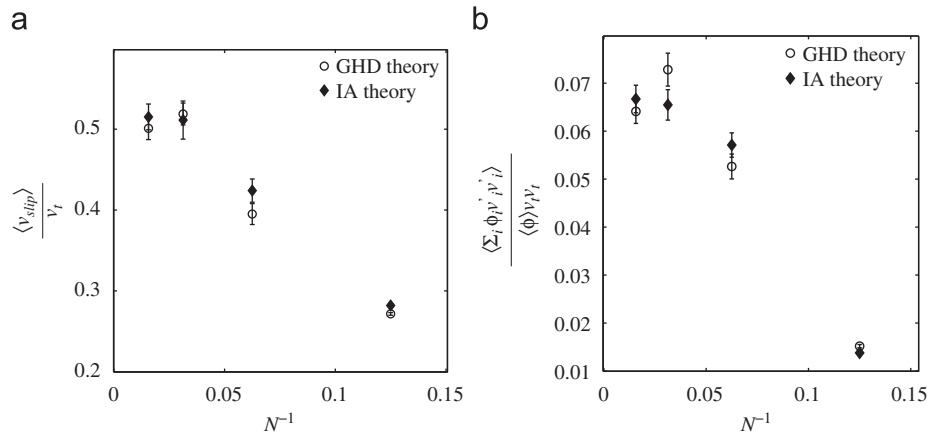 a
GHD theory
IA theory
0.5
0.4
0.3
0.2
⟨v_slip⟩
v_t
0
0.05
0.1
0.15
N⁻¹
b
GHD theory
IA theory
0.07
0.06
0.05
0.04
0.03
0.02
0.01
⟨Σ_i ϕ_i v'_i v'_i⟩
⟨ϕ⟩v_t v_t
0
0.05
0.1
0.15
N⁻¹